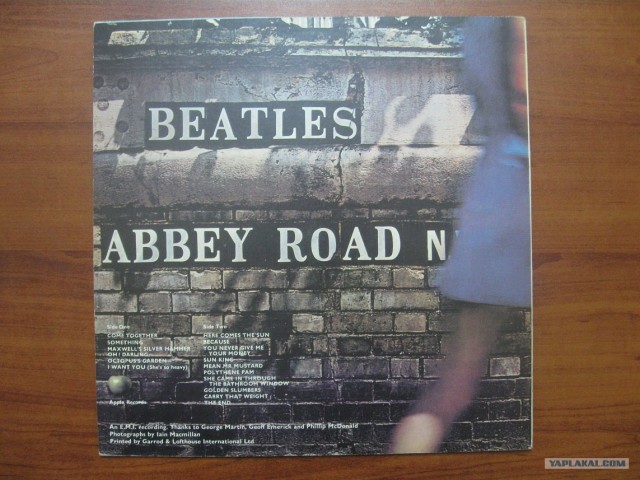 BEATLES
ABBEY ROAD N
Side One
COME TOGETHER
SOMETHING
MAXWELL'S SILVER HAMMER
OH! DARLING
OCTOPUS'S GARDEN
I WANT YOU (She's so heavy)
Side Two
HERE COMES THE SUN
BECAUSE
YOU NEVER GIVE ME
YOUR MONEY
SUN KING
MEAN MR MUSTARD
POLYTHENE PAM
SHE CAME IN THROUGH
THE BATHROOM WINDOW
GOLDEN SLUMBERS
CARRY THAT WEIGHT
THE END
Apple Records
An E.M.I. recording. Thanks to George Martin, Geoff Emerick and Phillip McDonald
Photographs by Iain Macmillan
Printed by Garrod & Lofthouse International Ltd
YAPLAKAL.COM